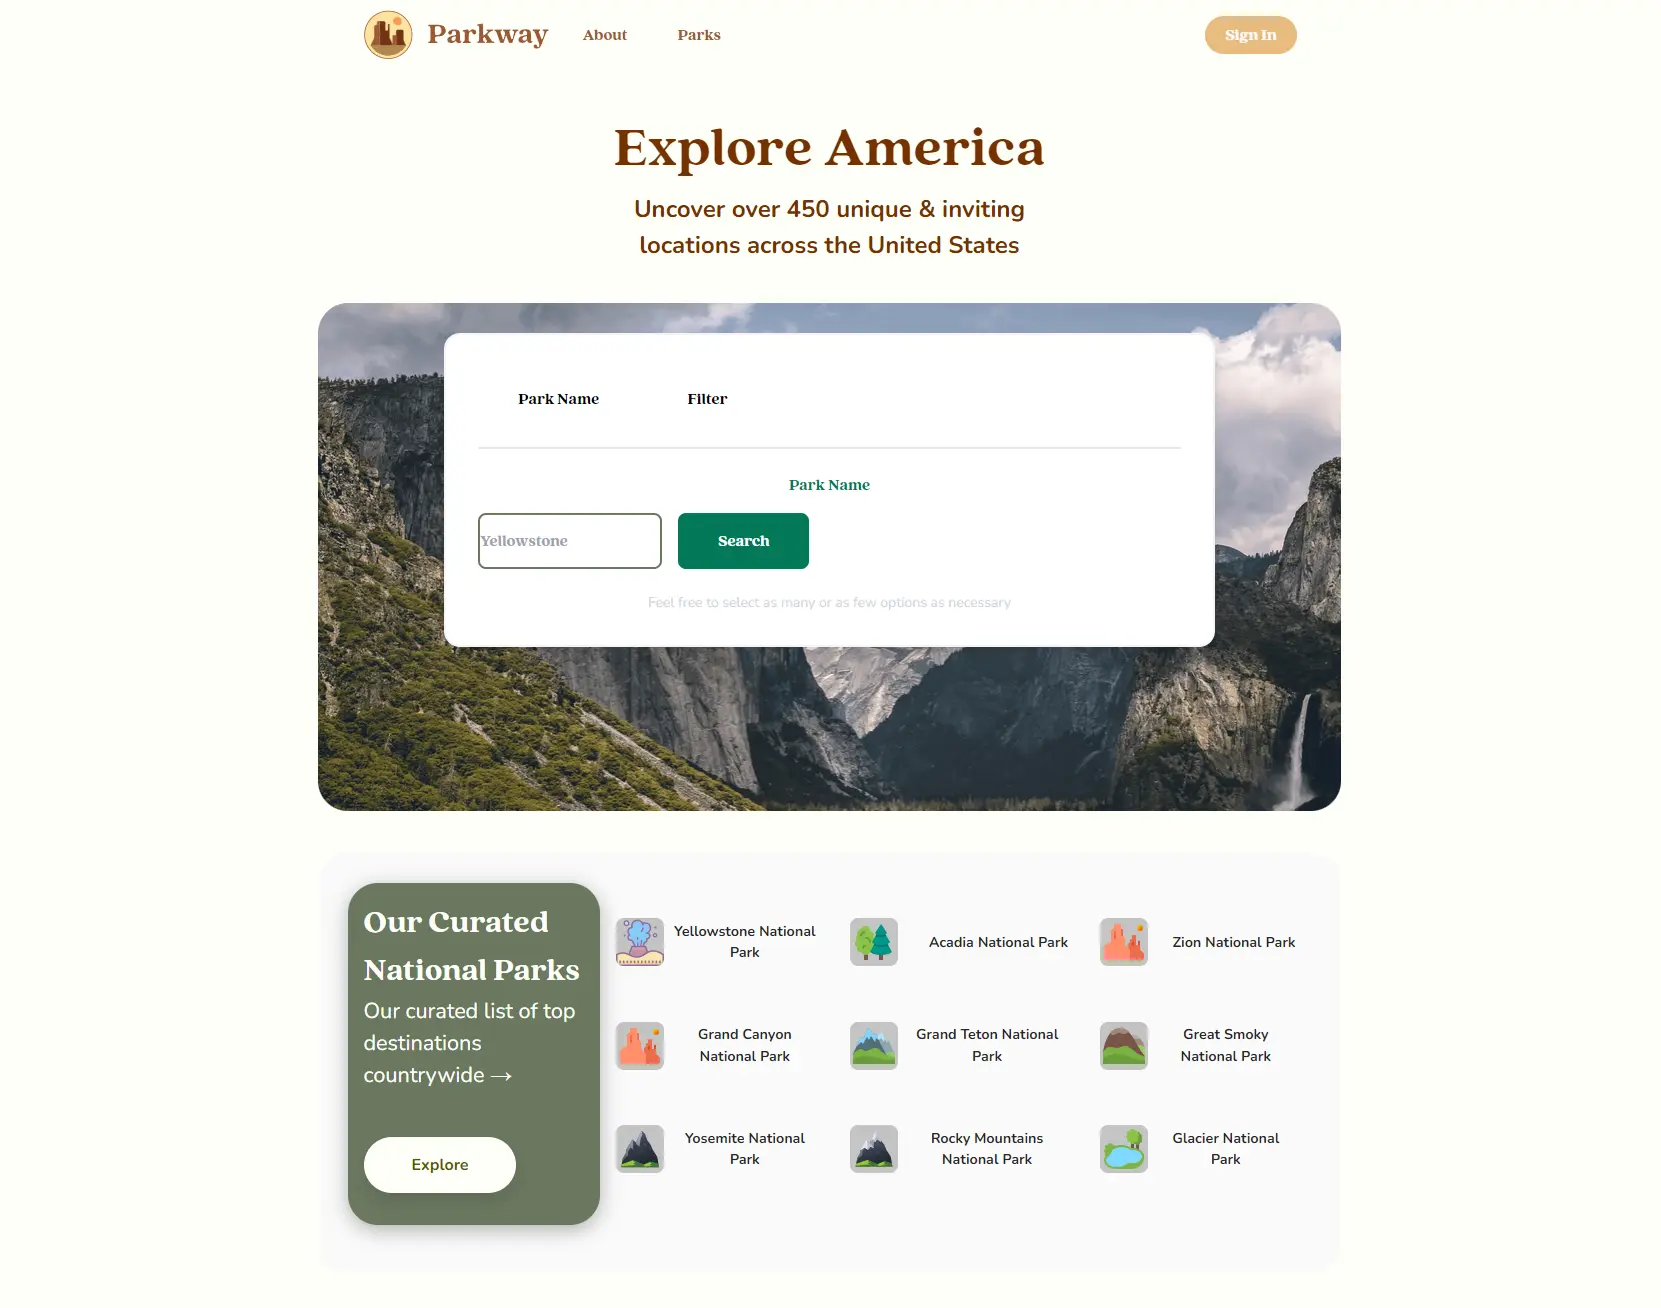 Parkway
About
Parks
Sign In
Explore America
Uncover over 450 unique & inviting
locations across the United States
Park Name
Filter
Park Name
Yellowstone
Search
Feel free to select as many or as few options as necessary
Our Curated
National Parks
Our curated list of top
destinations
countrywide →
Explore
Yellowstone National
Park
Acadia National Park
Zion National Park
Grand Canyon
National Park
Grand Teton National
Park
Great Smoky
National Park
Yosemite National
Park
Rocky Mountains
National Park
Glacier National
Park